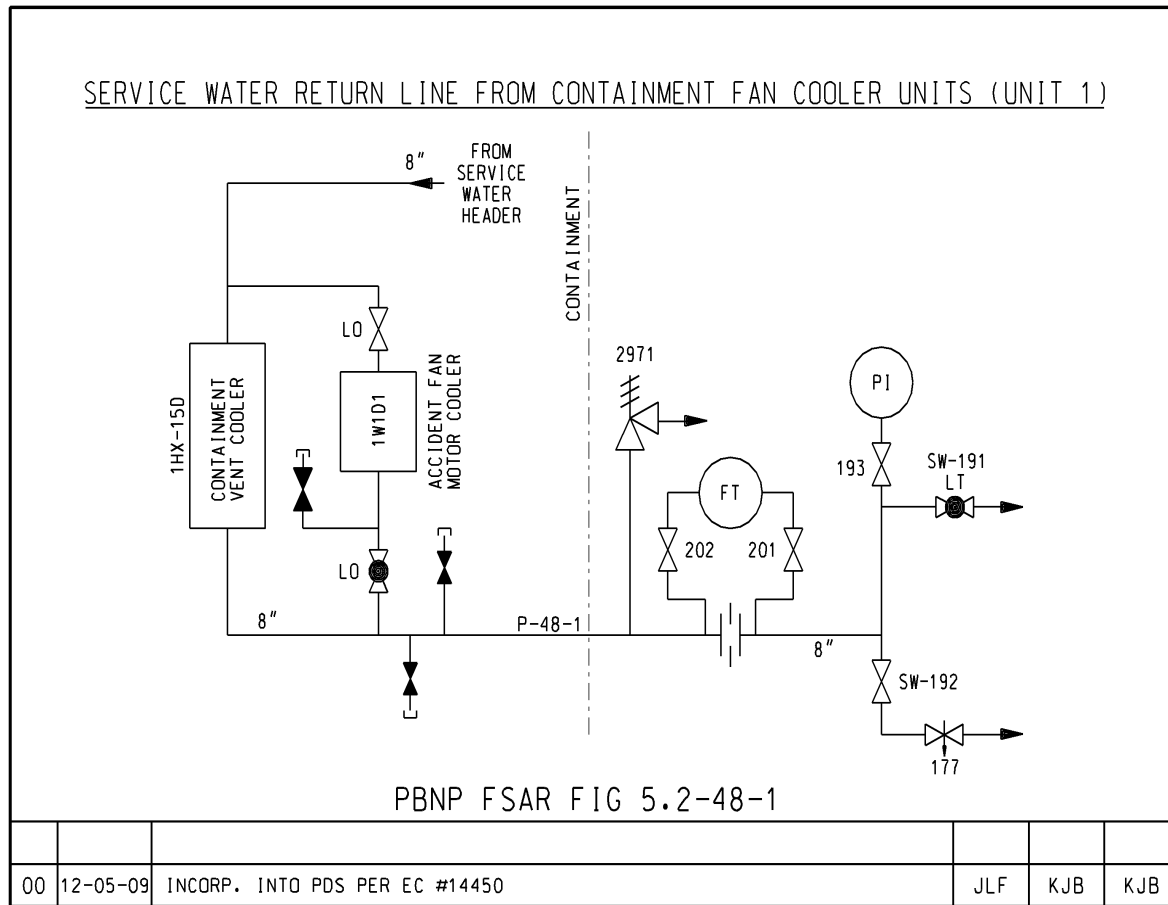 SERVICE WATER RETURN LINE FROM CONTAINMENT FAN COOLER UNITS (UNIT 1)
8"
FROM
SERVICE
WATER
HEADER
CONTAINMENT
LO
1HX-15D
CONTAINMENT
VENT COOLER
1W1D1
ACCIDENT FAN
MOTOR COOLER
2971
PI
193
SW-191
LT
FT
202
201
LO
8"
P-48-1
8"
SW-192
177
PBNP FSAR FIG 5.2-48-1
00 12-05-09 INCORP. INTO PDS PER EC #14450 JLF KJB KJB